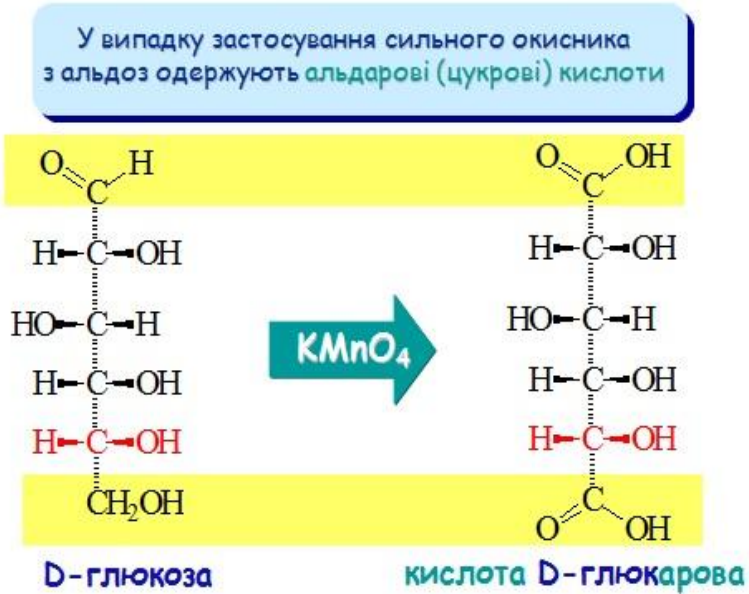 У випадку застосування сильного окисника
з альдоз одержують альдарові (цукрові) кислоти
O H O OH
C C
H C OH H C OH
HO C H KMnO₄ HO C H
H C OH H C OH
H C OH H C OH
CH₂OH C
O OH
D-глюкоза кислота D-глюкарова